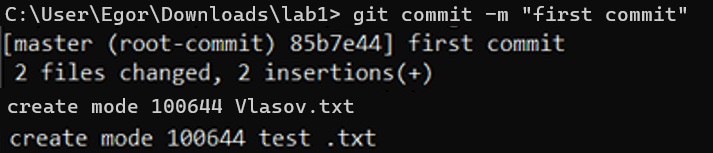 C:\User\Egor\Downloads\lab1> git commit -m "first commit"
[master (root-commit) 85b7e44] first commit
2 files changed, 2 insertions(+)
create mode 100644 Vlasov.txt
create mode 100644 test .txt